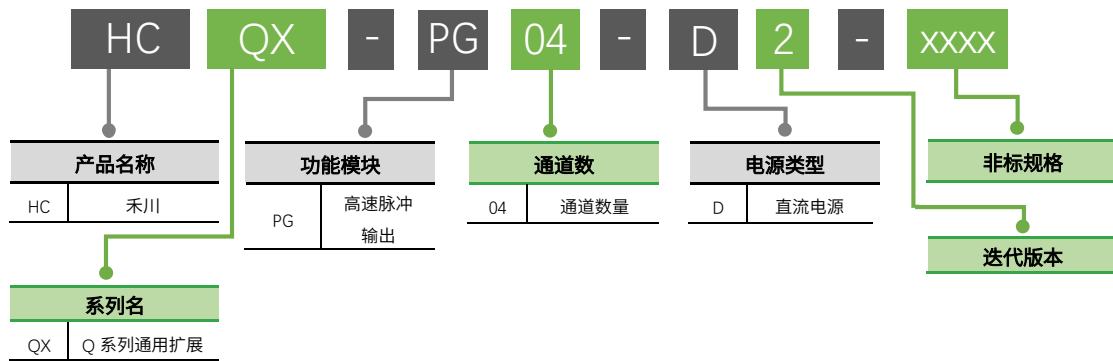 HC QX - PG 04 - D 2 - xxxx
产品名称
HC 禾川
功能模块
PG 高速脉冲
输出
通道数
04 通道数量
电源类型
D 直流电源
非标规格
迭代版本
系列名
QX Q 系列通用扩展